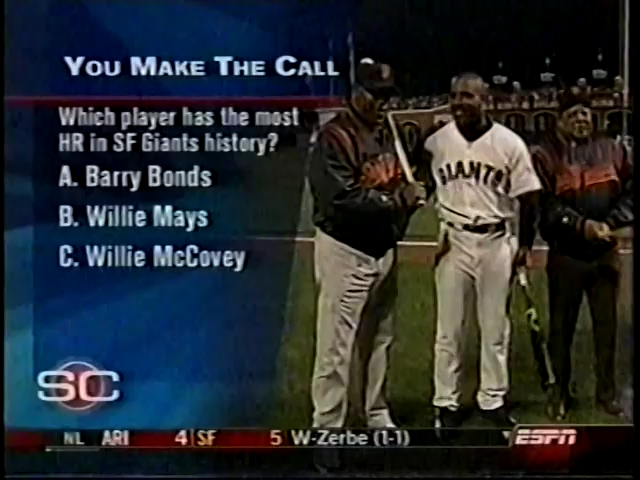 YOU MAKE THE CALL
Which player has the most
HR in SF Giants history?
A. Barry Bonds
B. Willie Mays
C. Willie McCovey
GIANTS
SC
NL ARI 4 SF 5 W-Zerbe (1-1) ESPN